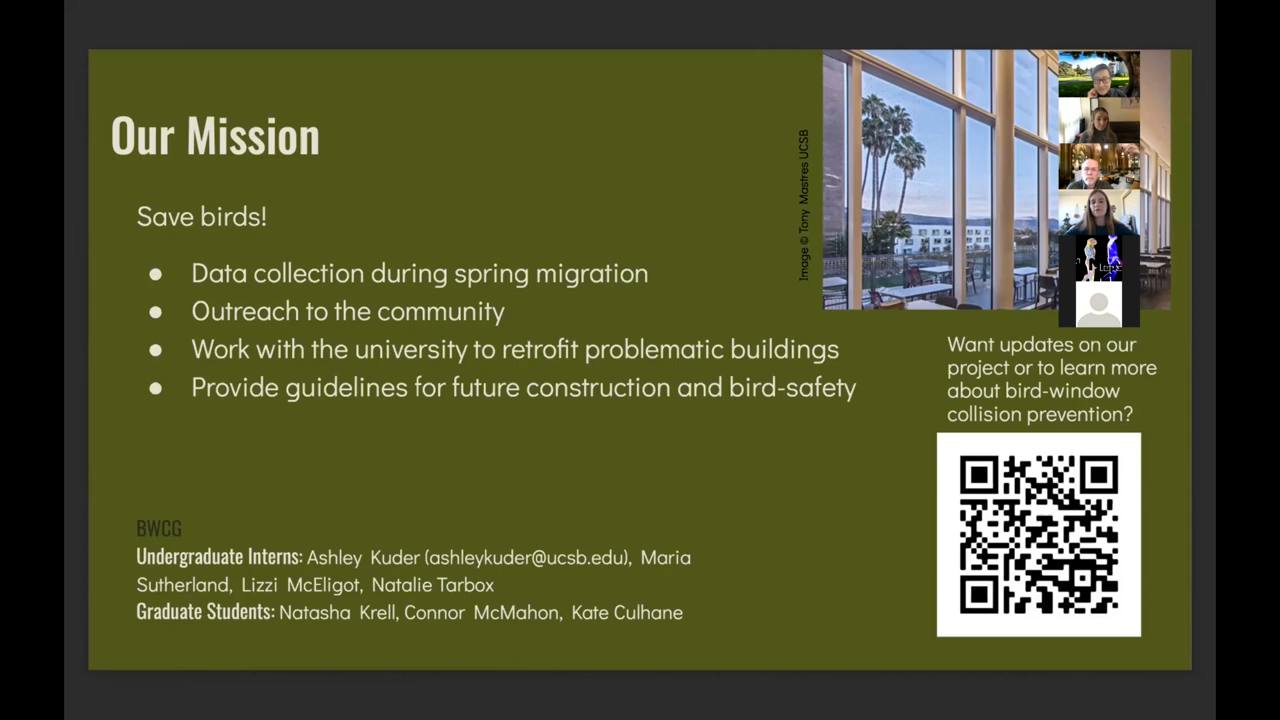 Our Mission
Save birds!
● Data collection during spring migration
● Outreach to the community
● Work with the university to retrofit problematic buildings
● Provide guidelines for future construction and bird-safety
BWCG
Undergraduate Interns: Ashley Kuder (ashleykuder@ucsb.edu), Maria
Sutherland, Lizzi McEligot, Natalie Tarbox
Graduate Students: Natasha Krell, Connor McMahon, Kate Culhane
Image © Tony Mastres UCSB
Want updates on our
project or to learn more
about bird-window
collision prevention?